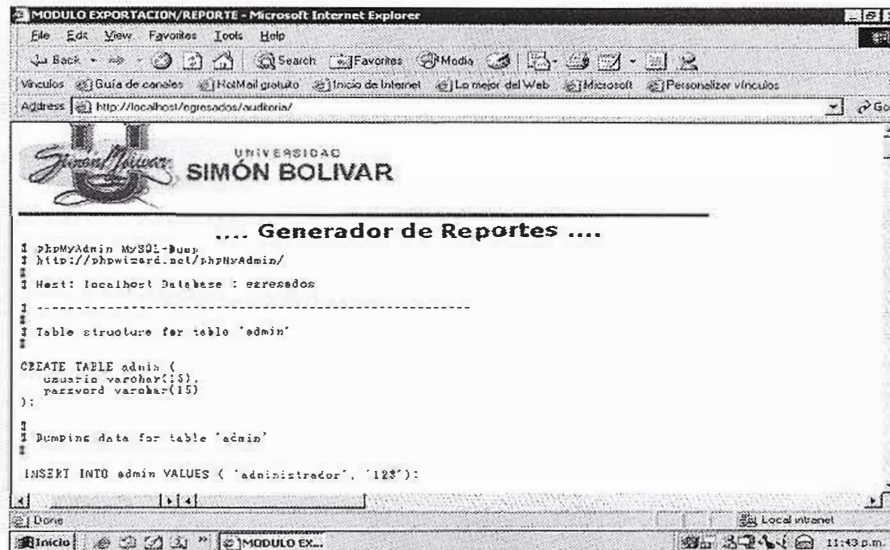 MODULO EXPORTACION/REPORTE - Microsoft Internet Explorer
File Edit View Favorites Tools Help
Back Search Favorites Media
Vínculos Guía de canales HotMail gratuito Inicio de Internet Lo mejor del Web Microsoft Personalizar vínculos
Address http://localhost/egresados/auditoria/ Go
Simón Bolívar
UNIVERSIDAD
SIMÓN BOLIVAR
.... Generador de Reportes ....
# phpMyAdmin MySQL-Dump
# http://phpwizard.net/phpMyAdmin/
#
# Host: localhost Database : egresados
# --------------------------------------------------------
#
# Table structure for table 'admin'
#
CREATE TABLE admin (
usuario varchar(15),
password varchar(15)
);
#
# Dumping data for table 'admin'
#
INSERT INTO admin VALUES ( 'administrador', '123');
Done Local intranet
Inicio » MODULO EX... 11:43 p.m.